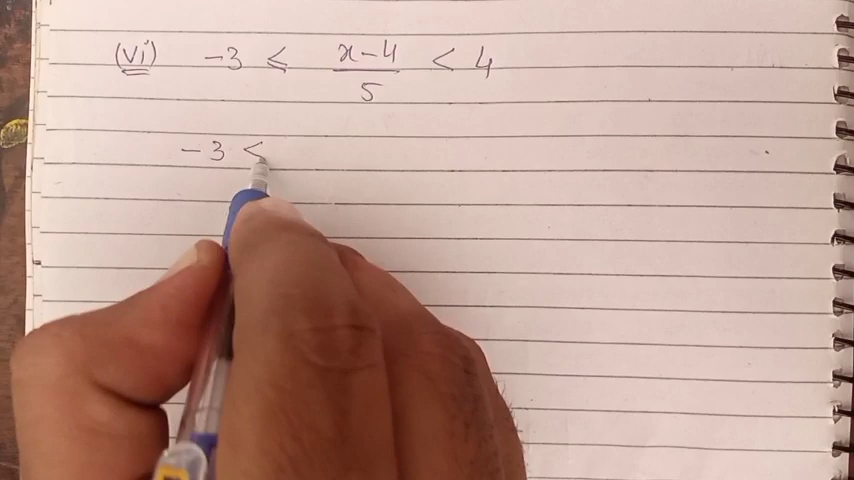 (vi) -3 ≤ x-4/5 < 4
-3 <